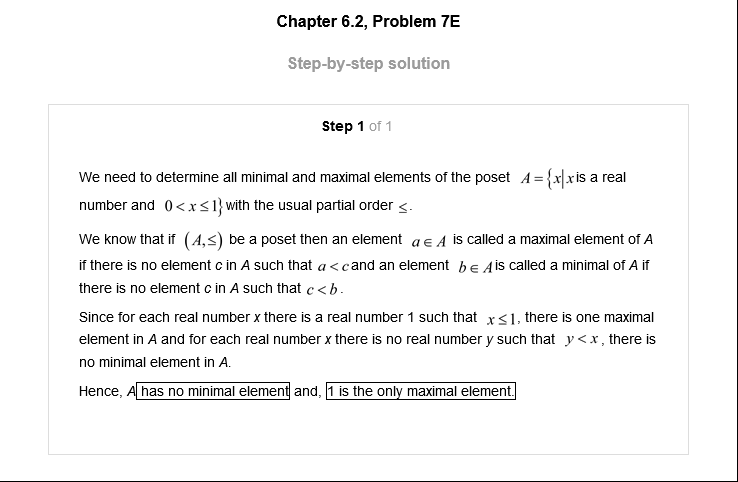 Chapter 6.2, Problem 7E
Step-by-step solution
Step 1 of 1
We need to determine all minimal and maximal elements of the poset A = {x|x is a real
number and 0 < x ≤ 1} with the usual partial order ≤.
We know that if (A, ≤) be a poset then an element a ∈ A is called a maximal element of A
if there is no element c in A such that a < c and an element b ∈ A is called a minimal of A if
there is no element c in A such that c < b.
Since for each real number x there is a real number 1 such that x ≤ 1, there is one maximal
element in A and for each real number x there is no real number y such that y < x, there is
no minimal element in A.
Hence, A has no minimal element and, 1 is the only maximal element.